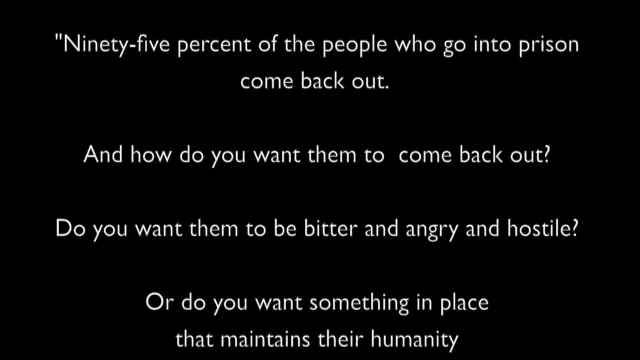 "Ninety-five percent of the people who go into prison
come back out.
And how do you want them to come back out?
Do you want them to be bitter and angry and hostile?
Or do you want something in place
that maintains their humanity